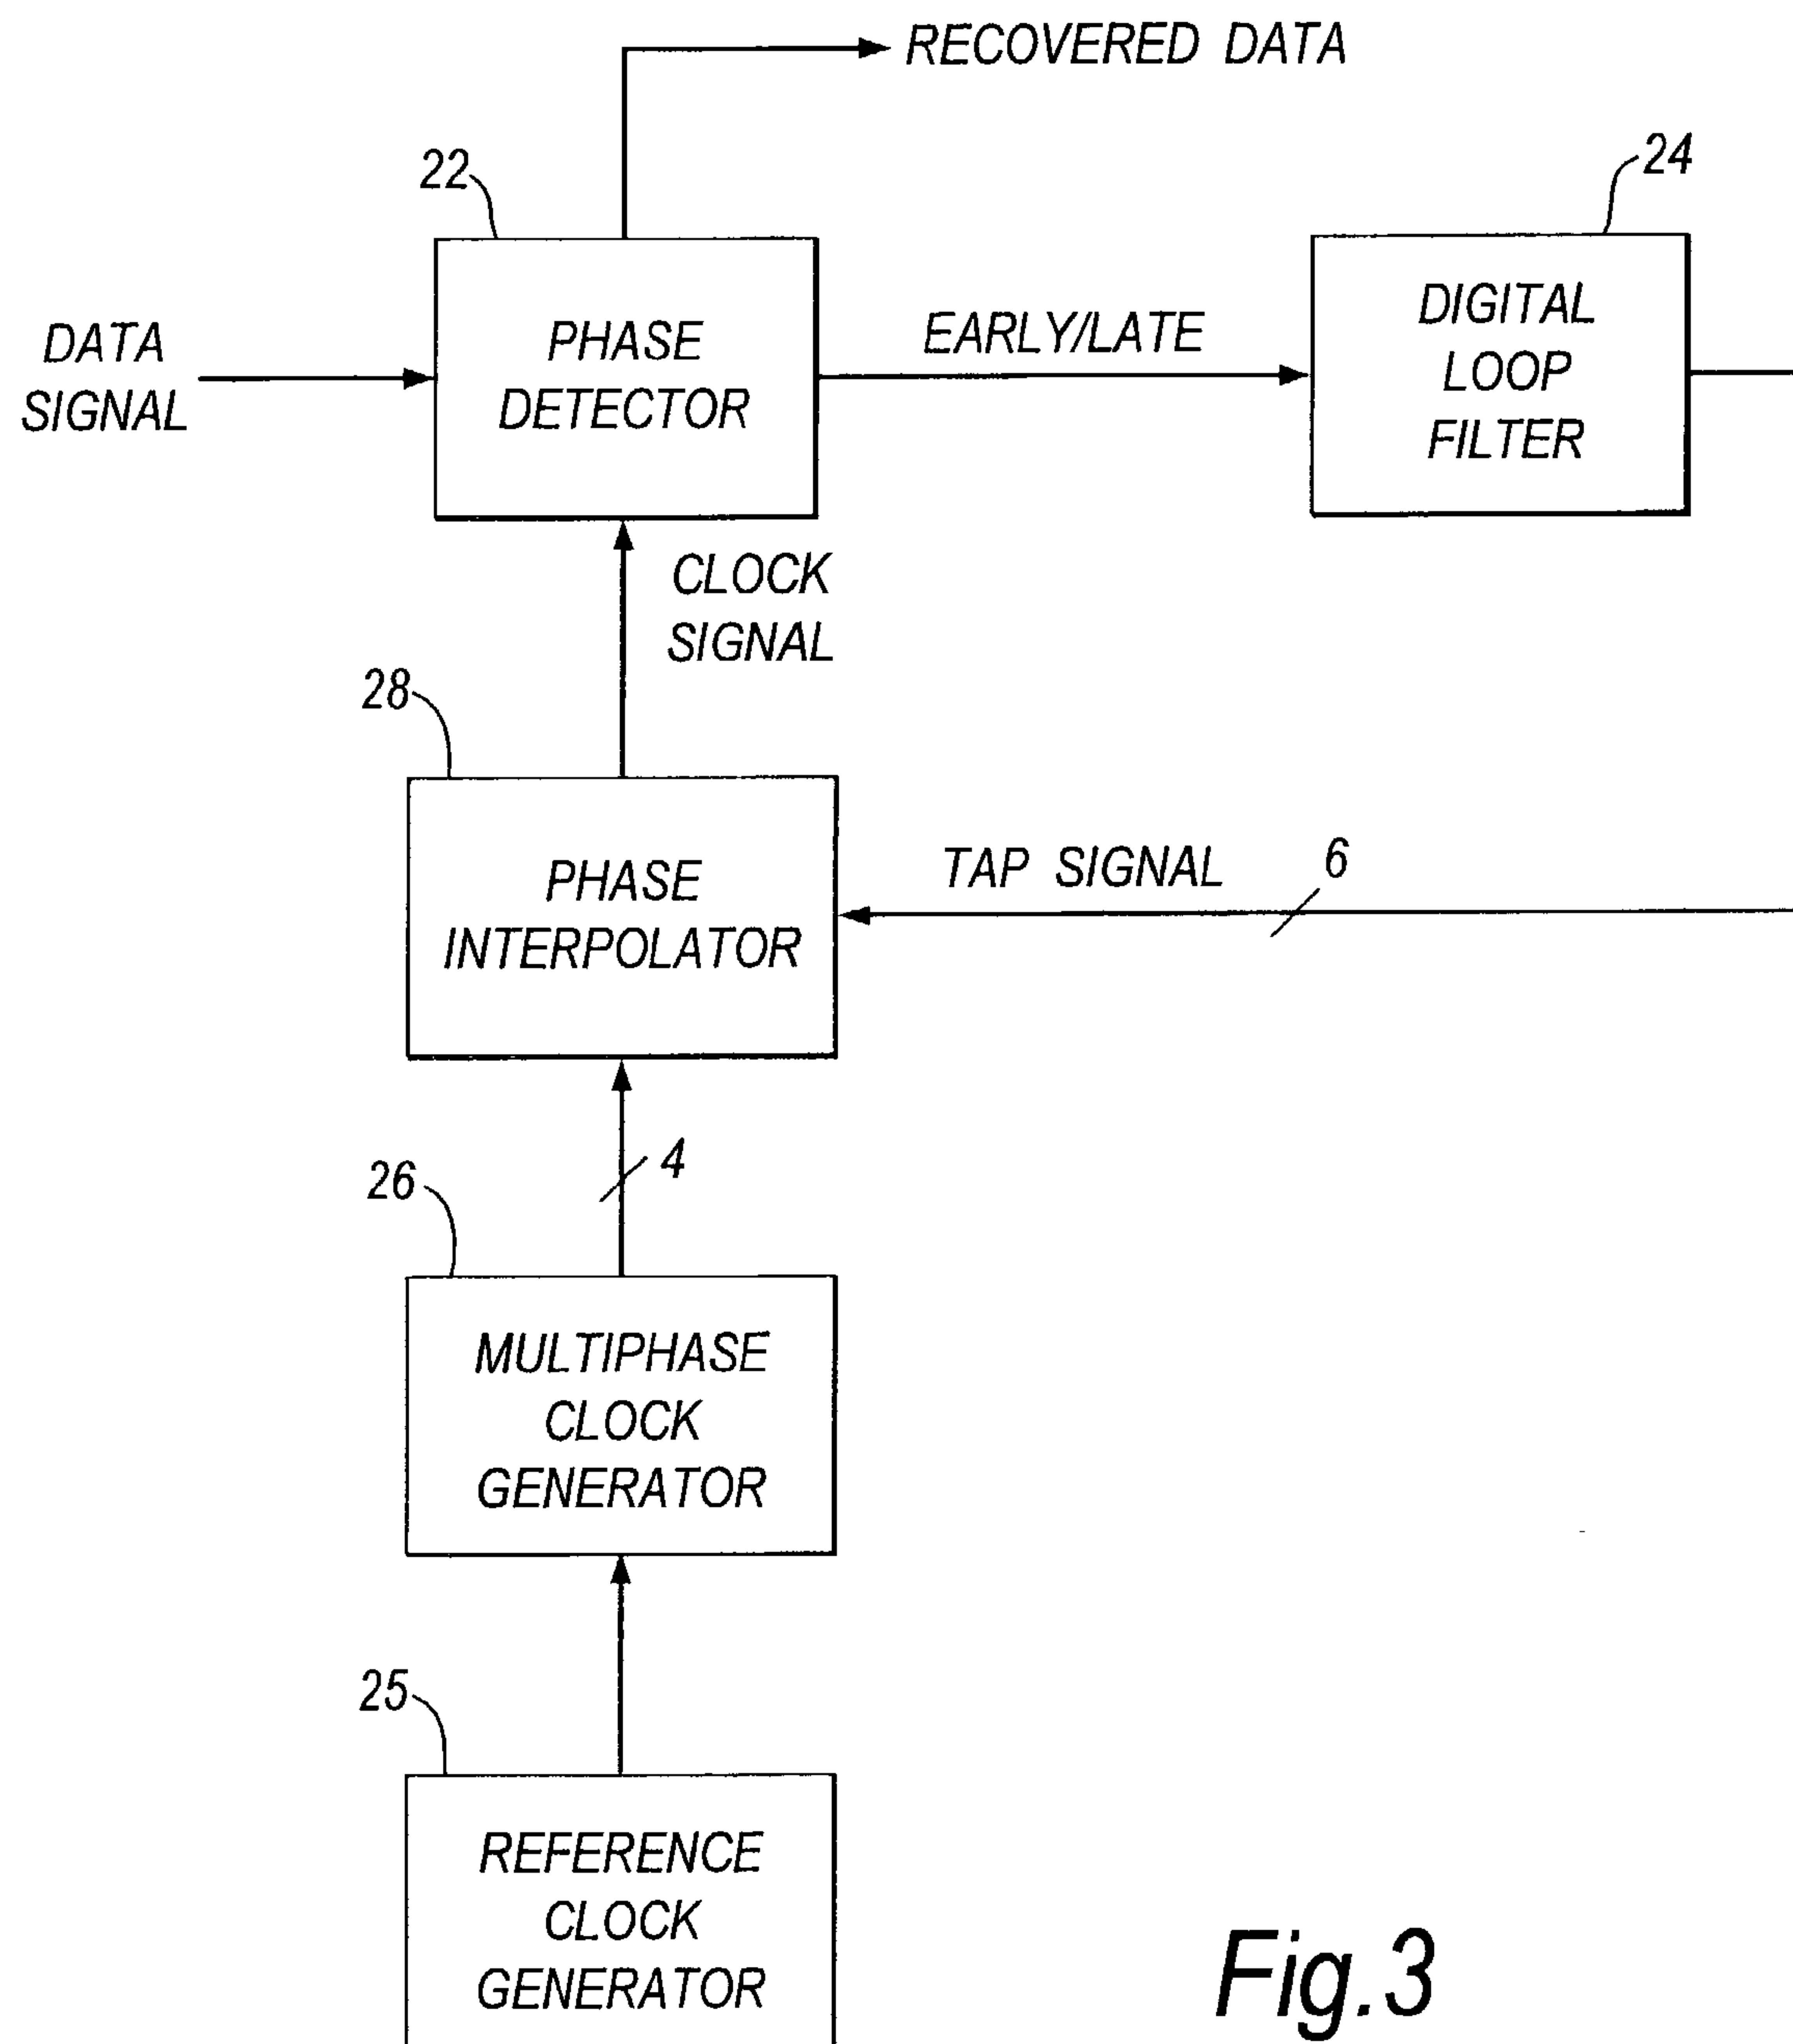 RECOVERED DATA
22
24
DATA
SIGNAL
PHASE
DETECTOR
EARLY/LATE
DIGITAL
LOOP
FILTER
CLOCK
SIGNAL
28
PHASE
INTERPOLATOR
TAP SIGNAL
6
4
26
MULTIPHASE
CLOCK
GENERATOR
25
REFERENCE
CLOCK
GENERATOR
Fig.3